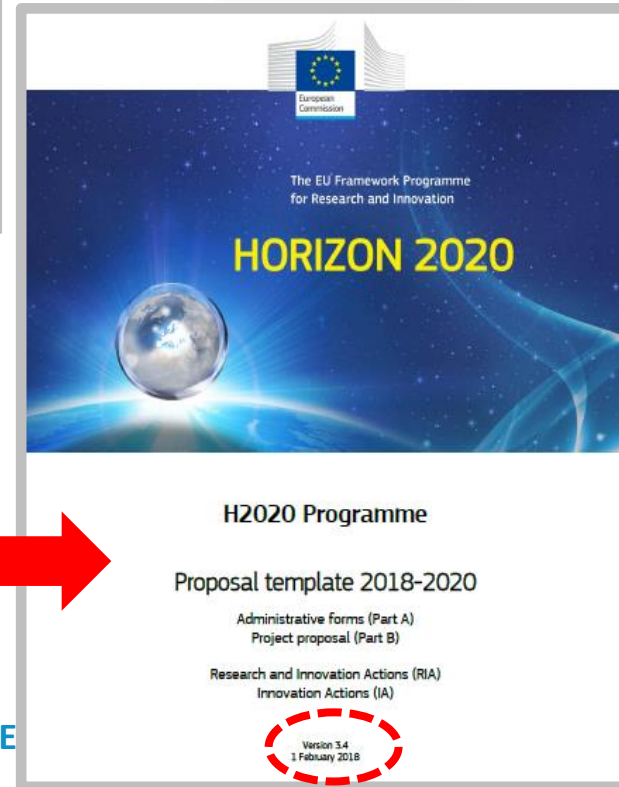 European
Commission
The EU Framework Programme
for Research and Innovation
HORIZON 2020
H2020 Programme
Proposal template 2018-2020
Administrative forms (Part A)
Project proposal (Part B)
Research and Innovation Actions (RIA)
Innovation Actions (IA)
E
Version 3.4
1 February 2018